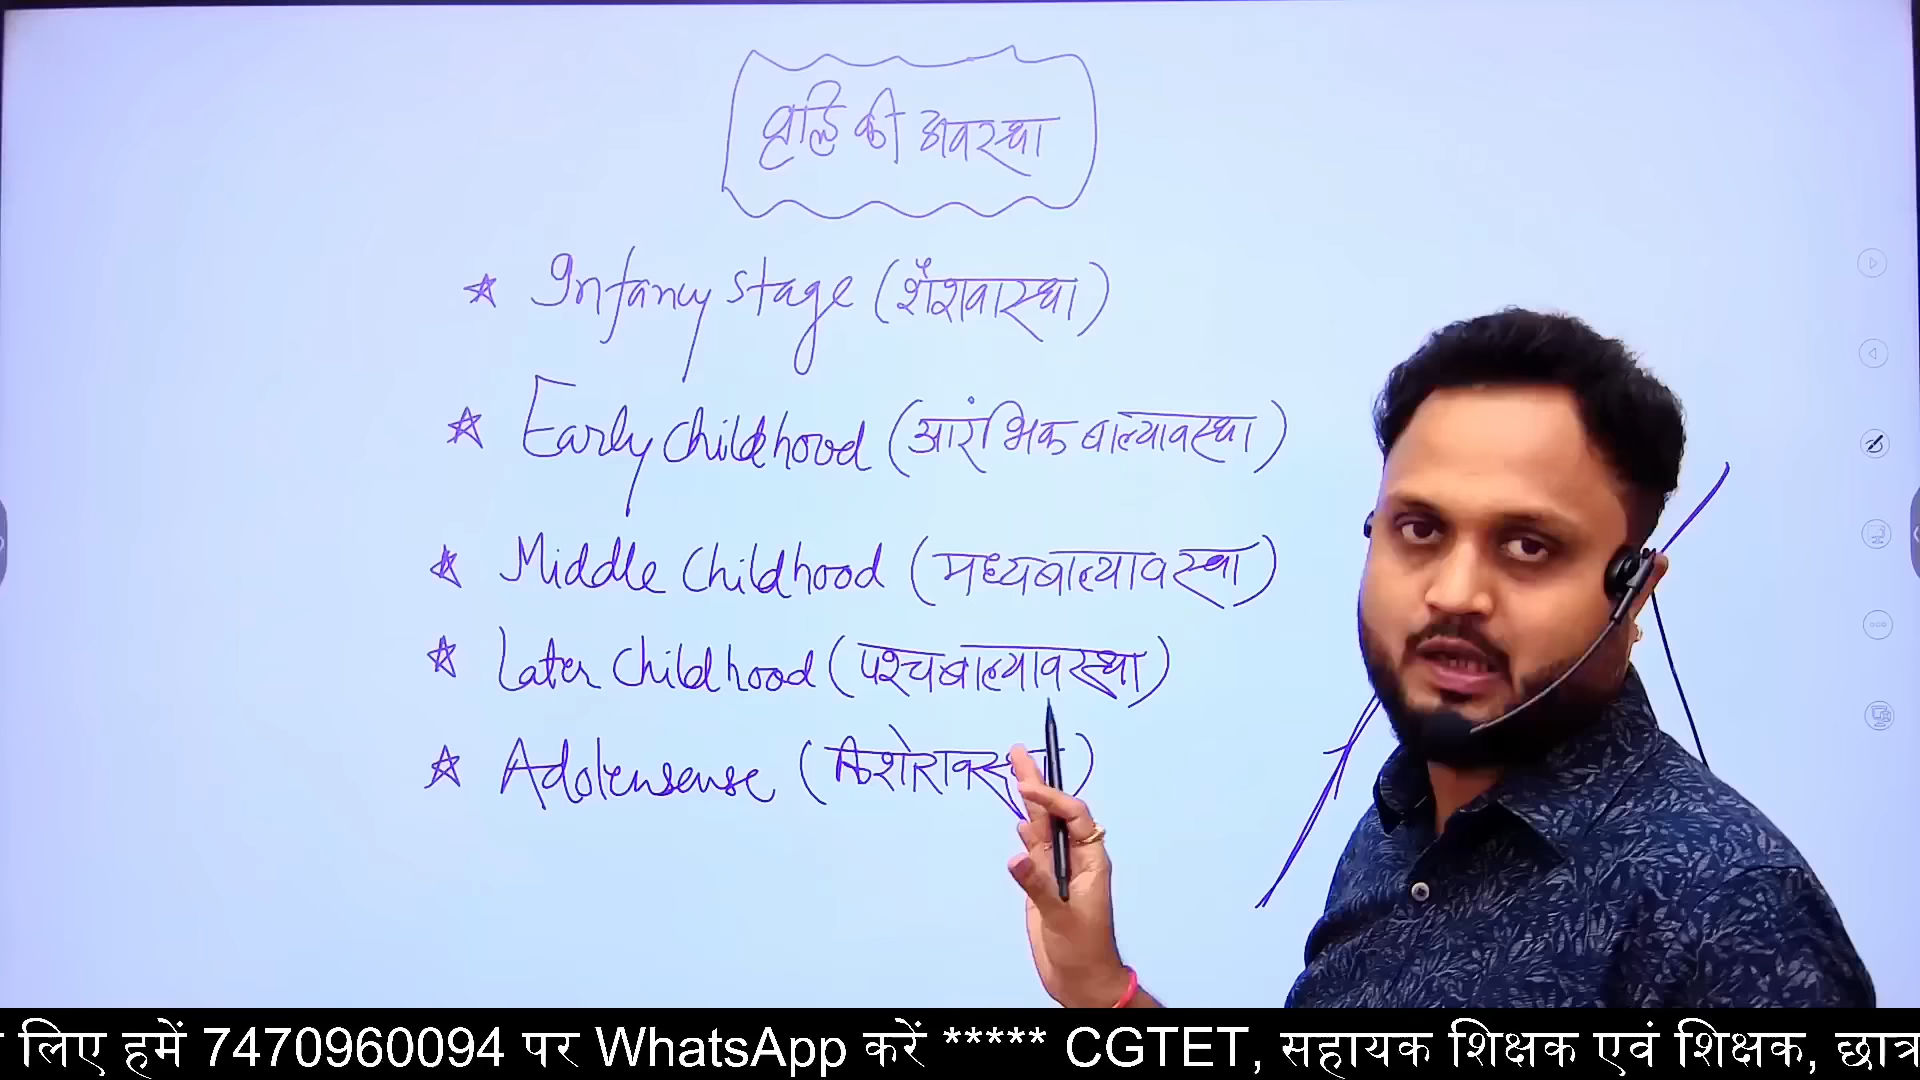 वृद्धि की अवस्था
Infancy stage (शैशवास्था)
Early childhood (आरंभिक बाल्यावस्था)
Middle childhood (मध्यबाल्यावस्था)
Later childhood (पश्चबाल्यावस्था)
Adolensense (किशोरावस्था)
लिए हमें 7470960094 पर WhatsApp करें ***** CGTET, सहायक शिक्षक एवं शिक्षक, छात्र